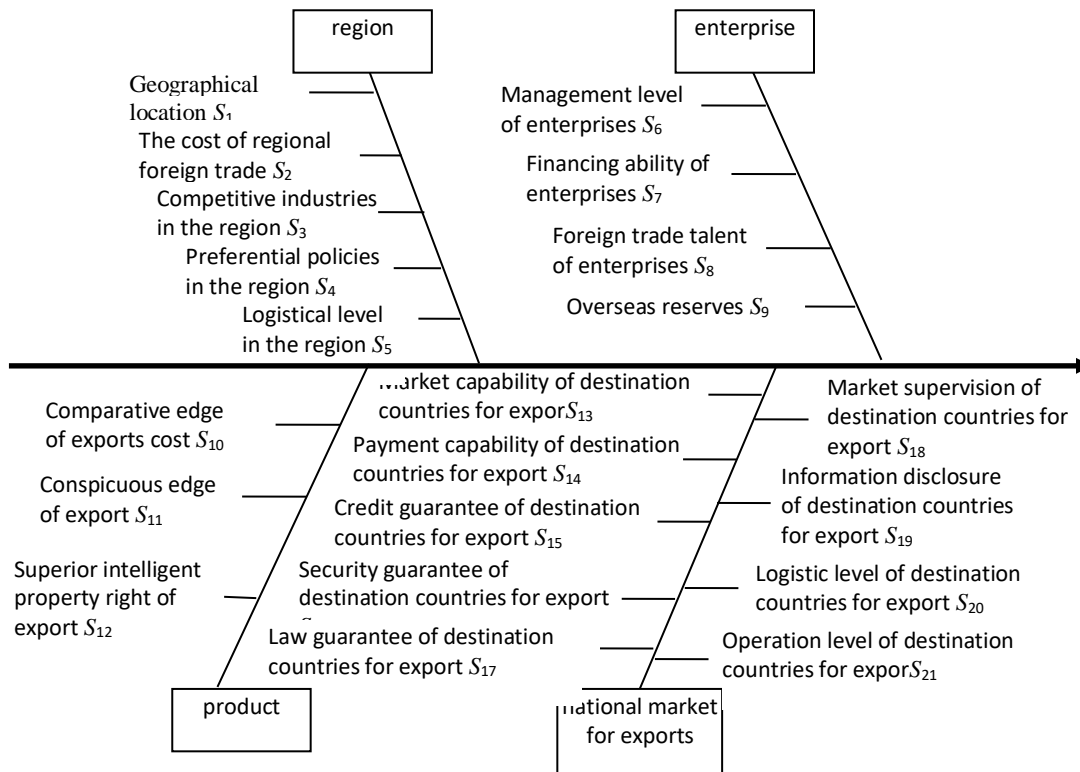 region
enterprise
Geographical
location S₁
The cost of regional
foreign trade S₂
Competitive industries
in the region S₃
Preferential policies
in the region S₄
Logistical level
in the region S₅
Management level
of enterprises S₆
Financing ability of
enterprises S₇
Foreign trade talent
of enterprises S₈
Overseas reserves S₉
Comparative edge
of exports cost S₁₀
Conspicuous edge
of export S₁₁
Superior intelligent
property right of
export S₁₂
Market capability of destination
countries for exporS₁₃
Payment capability of destination
countries for export S₁₄
Credit guarantee of destination
countries for export S₁₅
Security guarantee of
destination countries for export
Law guarantee of destination
countries for export S₁₇
Market supervision of
destination countries for
export S₁₈
Information disclosure
of destination countries
for export S₁₉
Logistic level of destination
countries for export S₂₀
Operation level of destination
countries for exporS₂₁
product
national market
for exports